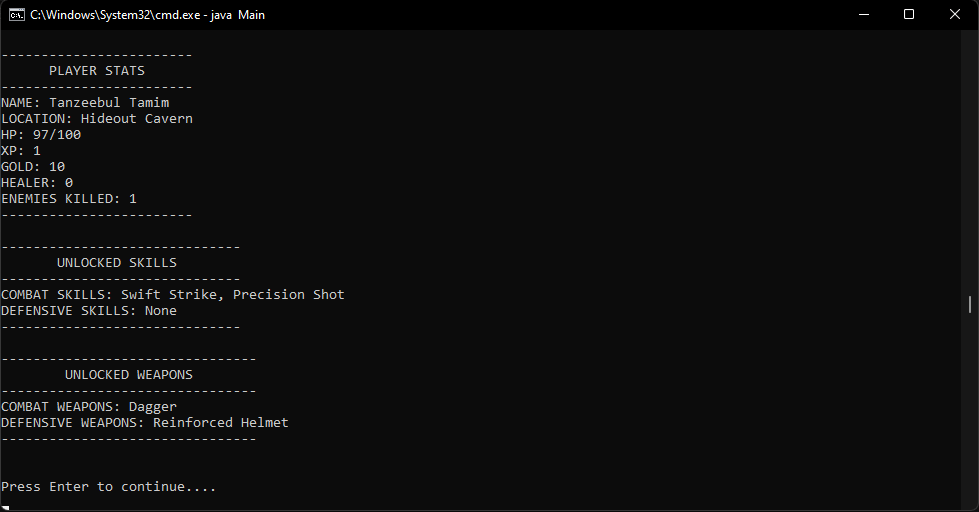 C:\Windows\System32\cmd.exe - java  Main
------------------------
      PLAYER STATS
------------------------
NAME: Tanzeebul Tamim
LOCATION: Hideout Cavern
HP: 97/100
XP: 1
GOLD: 10
HEALER: 0
ENEMIES KILLED: 1
------------------------
------------------------------
       UNLOCKED SKILLS
------------------------------
COMBAT SKILLS: Swift Strike, Precision Shot
DEFENSIVE SKILLS: None
------------------------------
--------------------------------
        UNLOCKED WEAPONS
--------------------------------
COMBAT WEAPONS: Dagger
DEFENSIVE WEAPONS: Reinforced Helmet
--------------------------------
Press Enter to continue....